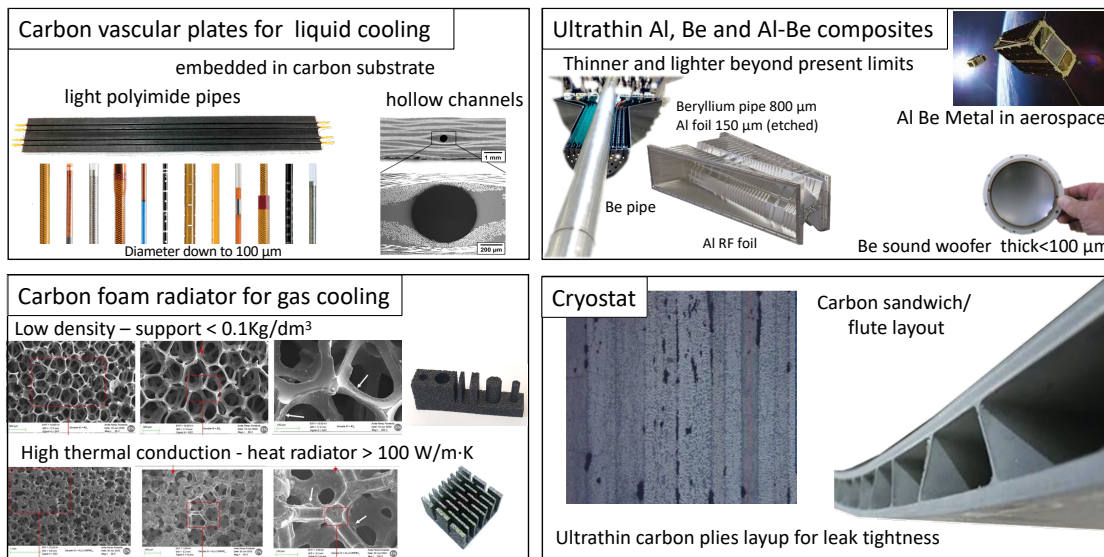 Carbon vascular plates for liquid cooling
embedded in carbon substrate
light polyimide pipes
hollow channels
1 mm
200 µm
Diameter down to 100 µm
Ultrathin Al, Be and Al-Be composites
Thinner and lighter beyond present limits
Beryllium pipe 800 µm
Al foil 150 µm (etched)
Al Be Metal in aerospace
Be pipe
Al RF foil
Be sound woofer thick<100 µm
Carbon foam radiator for gas cooling
Low density – support < 0.1Kg/dm³
High thermal conduction - heat radiator > 100 W/m·K
Cryostat
Carbon sandwich/
flute layout
Ultrathin carbon plies layup for leak tightness